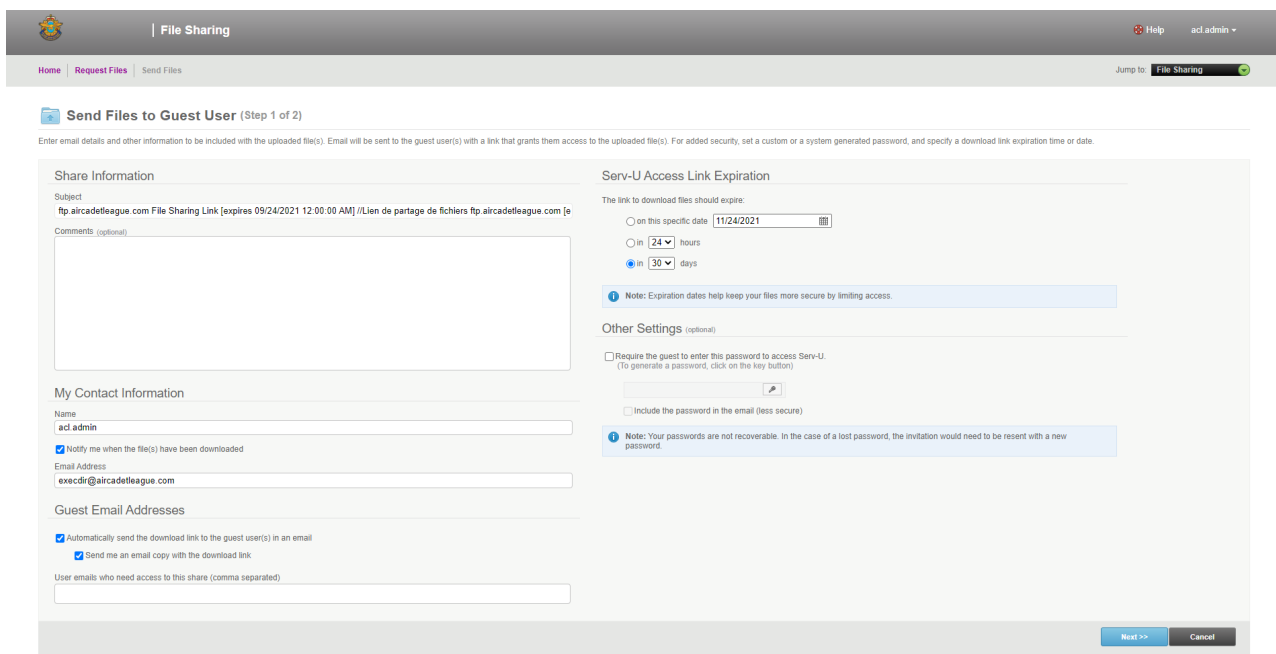 File Sharing
Help
acl.admin
Home
Request Files
Send Files
Jump to: File Sharing
Send Files to Guest User (Step 1 of 2)
Enter email details and other information to be included with the uploaded file(s). Email will be sent to the guest user(s) with a link that grants them access to the uploaded file(s). For added security, set a custom or a system generated password, and specify a download link expiration time or date.
Share Information
Subject
ftp.aircadetleague.com File Sharing Link [expires 09/24/2021 12:00:00 AM] //Lien de partage de fichiers ftp.aircadetleague.com [e
Comments (optional)
My Contact Information
Name
acl.admin
Notify me when the file(s) have been downloaded
Email Address
execdir@aircadetleague.com
Guest Email Addresses
Automatically send the download link to the guest user(s) in an email
Send me an email copy with the download link
User emails who need access to this share (comma separated)
Serv-U Access Link Expiration
The link to download files should expire:
on this specific date 11/24/2021
in 24 hours
in 30 days
Note: Expiration dates help keep your files more secure by limiting access.
Other Settings (optional)
Require the guest to enter this password to access Serv-U.
(To generate a password, click on the key button)
Include the password in the email (less secure)
Note: Your passwords are not recoverable. In the case of a lost password, the invitation would need to be resent with a new
password.
Next >>
Cancel